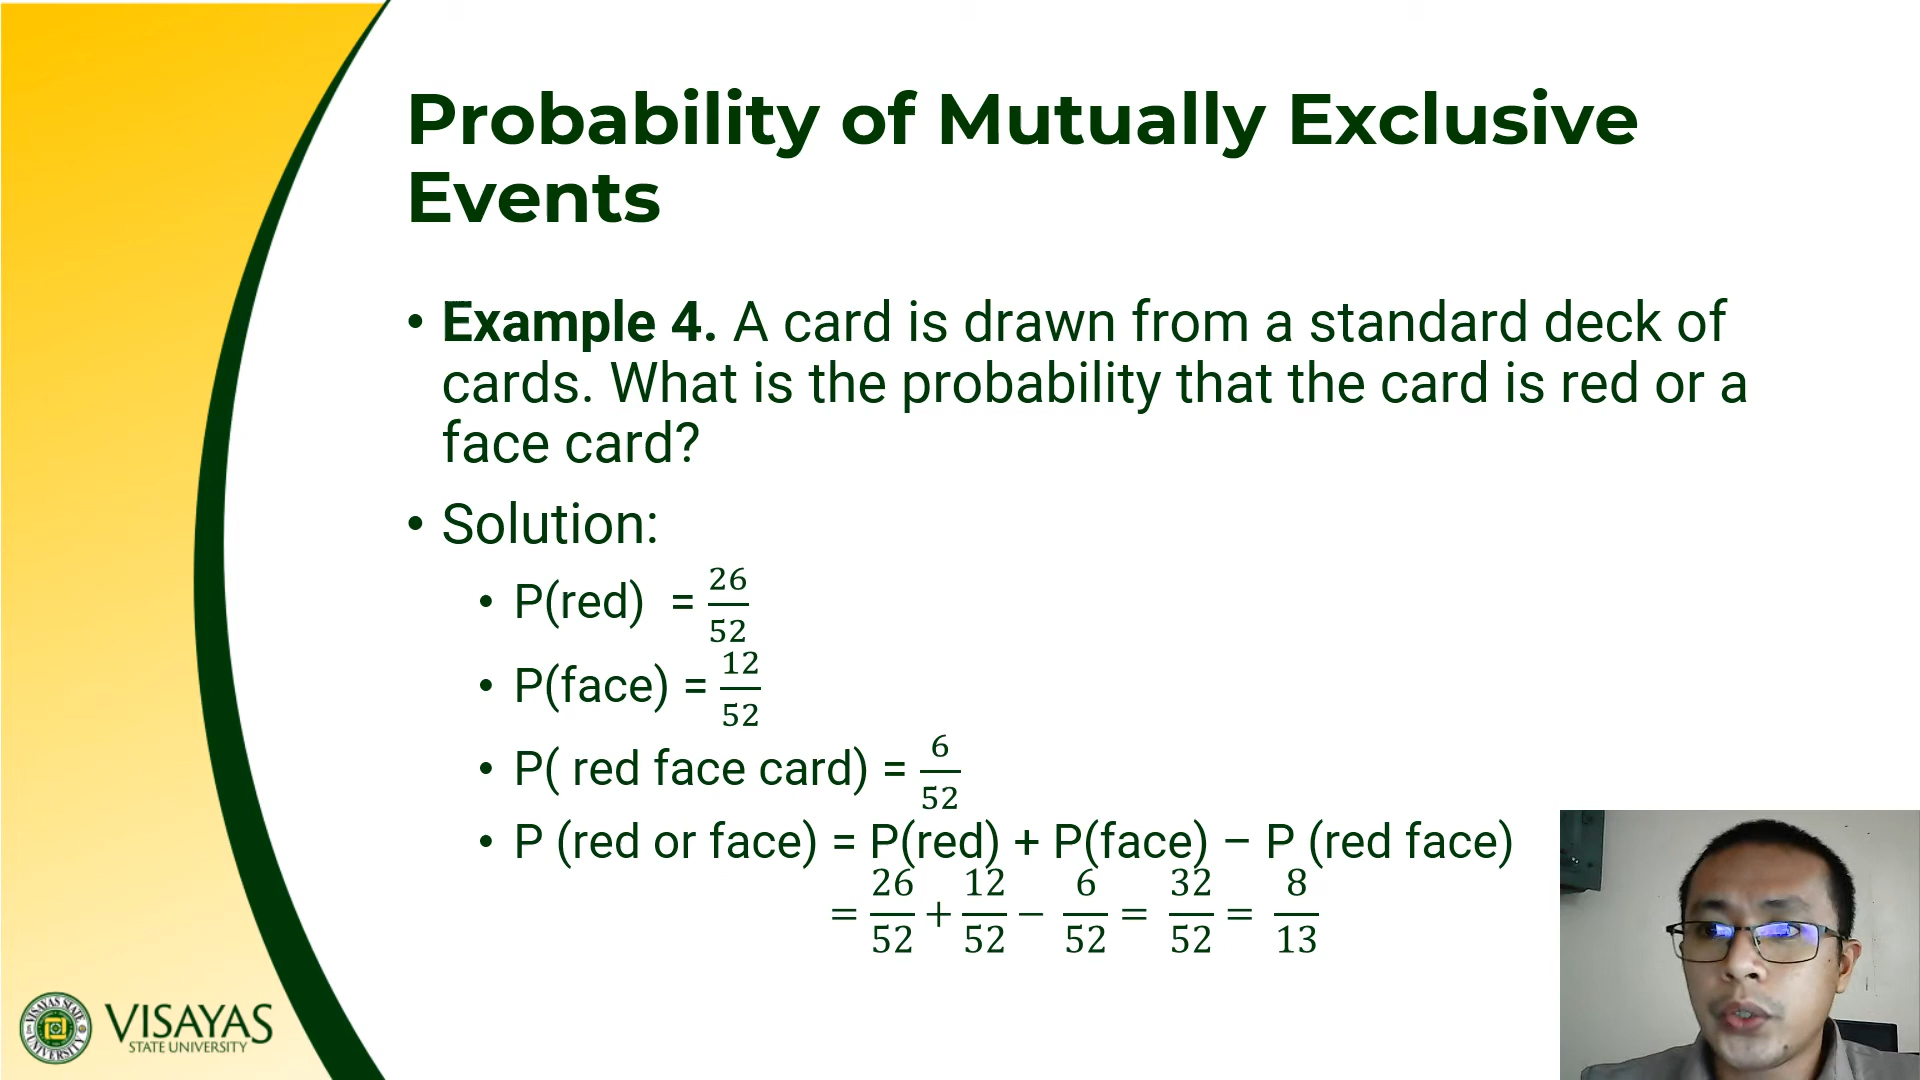 Probability of Mutually Exclusive
Events
• Example 4. A card is drawn from a standard deck of
cards. What is the probability that the card is red or a
face card?
• Solution:
• P(red) = 26/52
• P(face) = 12/52
• P( red face card) = 6/52
• P (red or face) = P(red) + P(face) – P (red face)
= 26/52 + 12/52 − 6/52 = 32/52 = 8/13
VISAYAS
STATE UNIVERSITY
VISAYAS STATE
UNIVERSITY